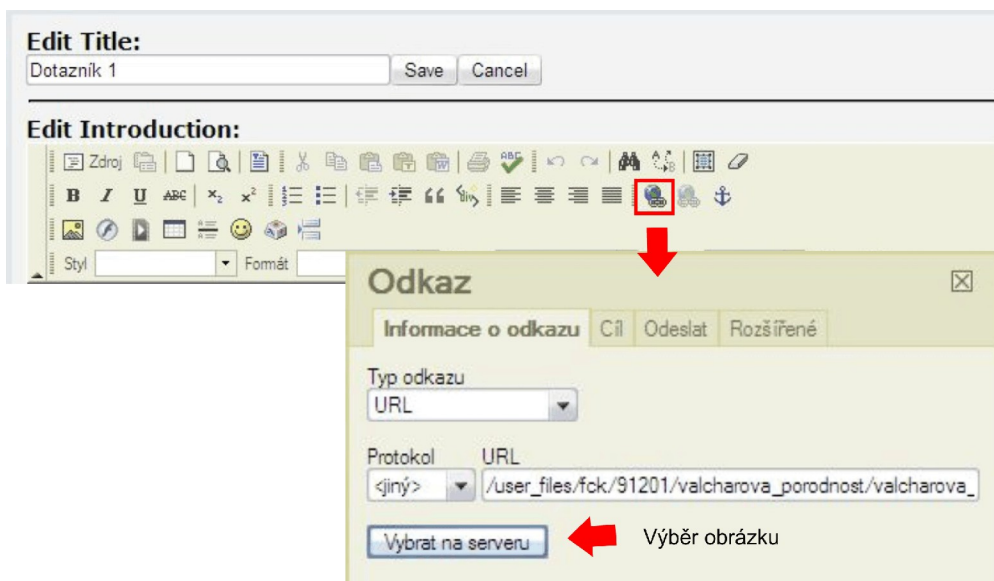 Edit Title:
Dotazník 1 Save Cancel
Edit Introduction:
Zdroj
Styl Formát
Odkaz
Informace o odkazu Cíl Odeslat Rozšířené
Typ odkazu
URL
Protokol URL
<jiný> /user_files/fck/91201/valcharova_porodnost/valcharova_
Vybrat na serveru Výběr obrázku